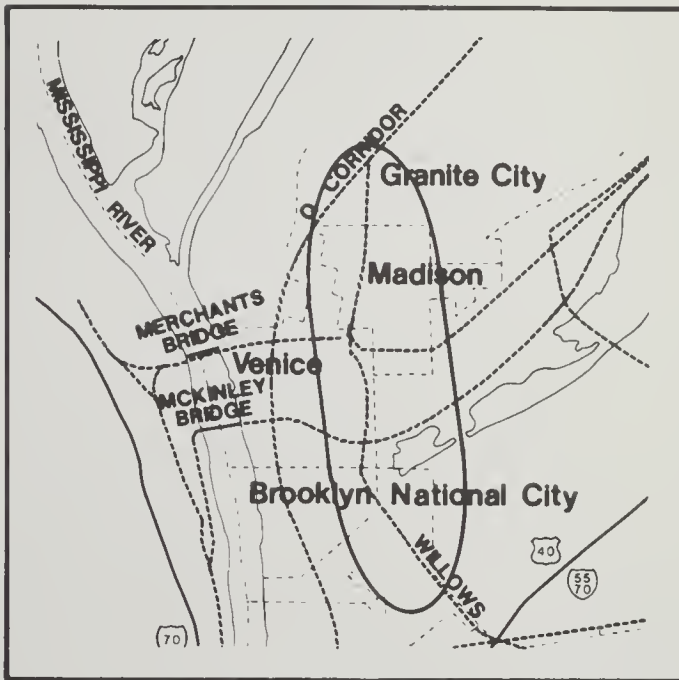 MISSISSIPPI RIVER
Q CORRIDOR
Granite City
Madison
MERCHANTS
BRIDGE
Venice
MCKINLEY
BRIDGE
Brooklyn National City
WILLOWS
40
55
70
70